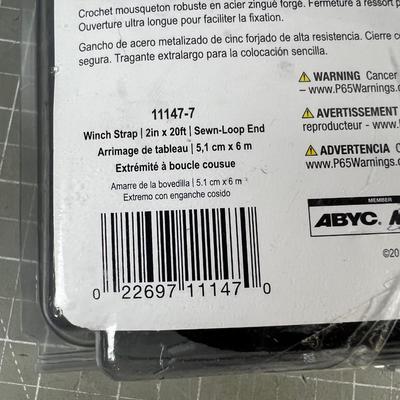 Crochet mousqueton robuste en acier zingué forgé. Fermeture à ressort
Ouverture ultra longue pour faciliter la fixation.
Gancho de acero metalizado de cinc forjado de alta resistencia. Cierre
segura. Tragante extralargo para la colocación sencilla.
WARNING Cancer
– www.P65Warnings.c
11147-7
Winch Strap | 2in x 20ft | Sewn-Loop End
Arrimage de tableau | 5,1 cm x 6 m
Extrémité à boucle cousue
Amarre de la bovedilla | 5.1 cm x 6 m
Extremo con enganche cosido
AVERTISSEMENT
reproducteur - www.P65W
ADVERTENCIA
www.P65Warnings.
MEMBER
ABYC.
©20
0 22697 11147 0